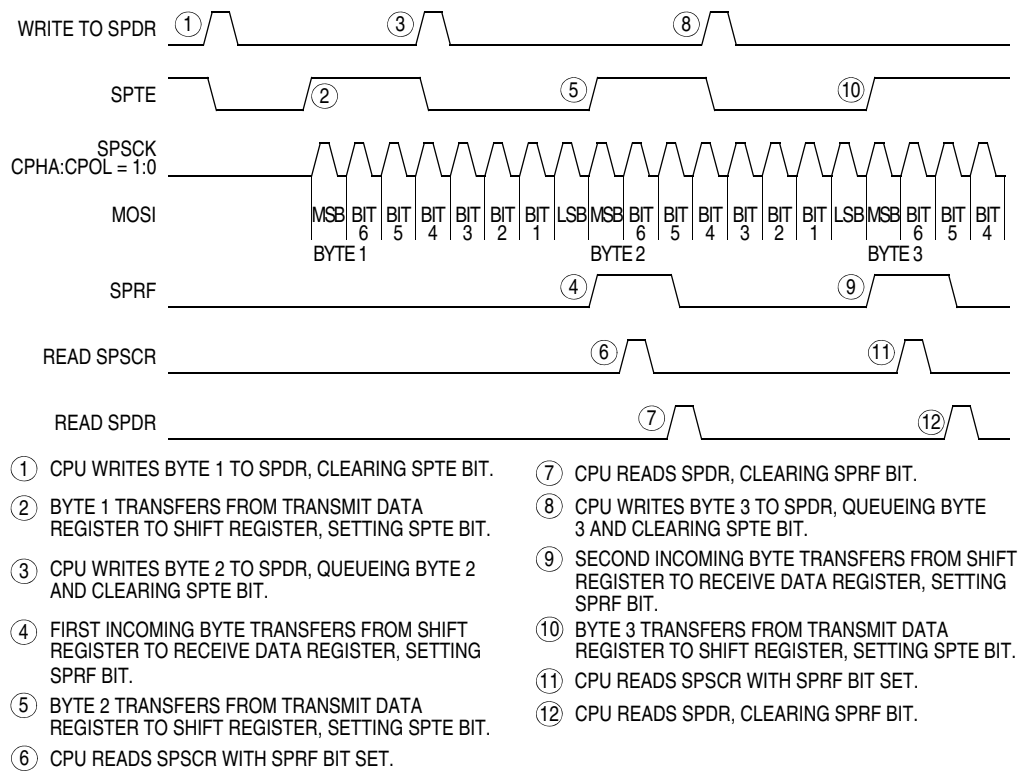 WRITE TO SPDR 1 3 8
SPTE 2 5 10
SPSCK
CPHA:CPOL = 1:0
MOSI MSB BIT 6 BIT 5 BIT 4 BIT 3 BIT 2 BIT 1 LSB MSB BIT 6 BIT 5 BIT 4 BIT 3 BIT 2 BIT 1 LSB MSB BIT 6 BIT 5 BIT 4
BYTE 1 BYTE 2 BYTE 3
SPRF 4 9
READ SPSCR 6 11
READ SPDR 7 12
1 CPU WRITES BYTE 1 TO SPDR, CLEARING SPTE BIT.
2 BYTE 1 TRANSFERS FROM TRANSMIT DATA
REGISTER TO SHIFT REGISTER, SETTING SPTE BIT.
3 CPU WRITES BYTE 2 TO SPDR, QUEUEING BYTE 2
AND CLEARING SPTE BIT.
4 FIRST INCOMING BYTE TRANSFERS FROM SHIFT
REGISTER TO RECEIVE DATA REGISTER, SETTING
SPRF BIT.
5 BYTE 2 TRANSFERS FROM TRANSMIT DATA
REGISTER TO SHIFT REGISTER, SETTING SPTE BIT.
6 CPU READS SPSCR WITH SPRF BIT SET.
7 CPU READS SPDR, CLEARING SPRF BIT.
8 CPU WRITES BYTE 3 TO SPDR, QUEUEING BYTE
3 AND CLEARING SPTE BIT.
9 SECOND INCOMING BYTE TRANSFERS FROM SHIFT
REGISTER TO RECEIVE DATA REGISTER, SETTING
SPRF BIT.
10 BYTE 3 TRANSFERS FROM TRANSMIT DATA
REGISTER TO SHIFT REGISTER, SETTING SPTE BIT.
11 CPU READS SPSCR WITH SPRF BIT SET.
12 CPU READS SPDR, CLEARING SPRF BIT.